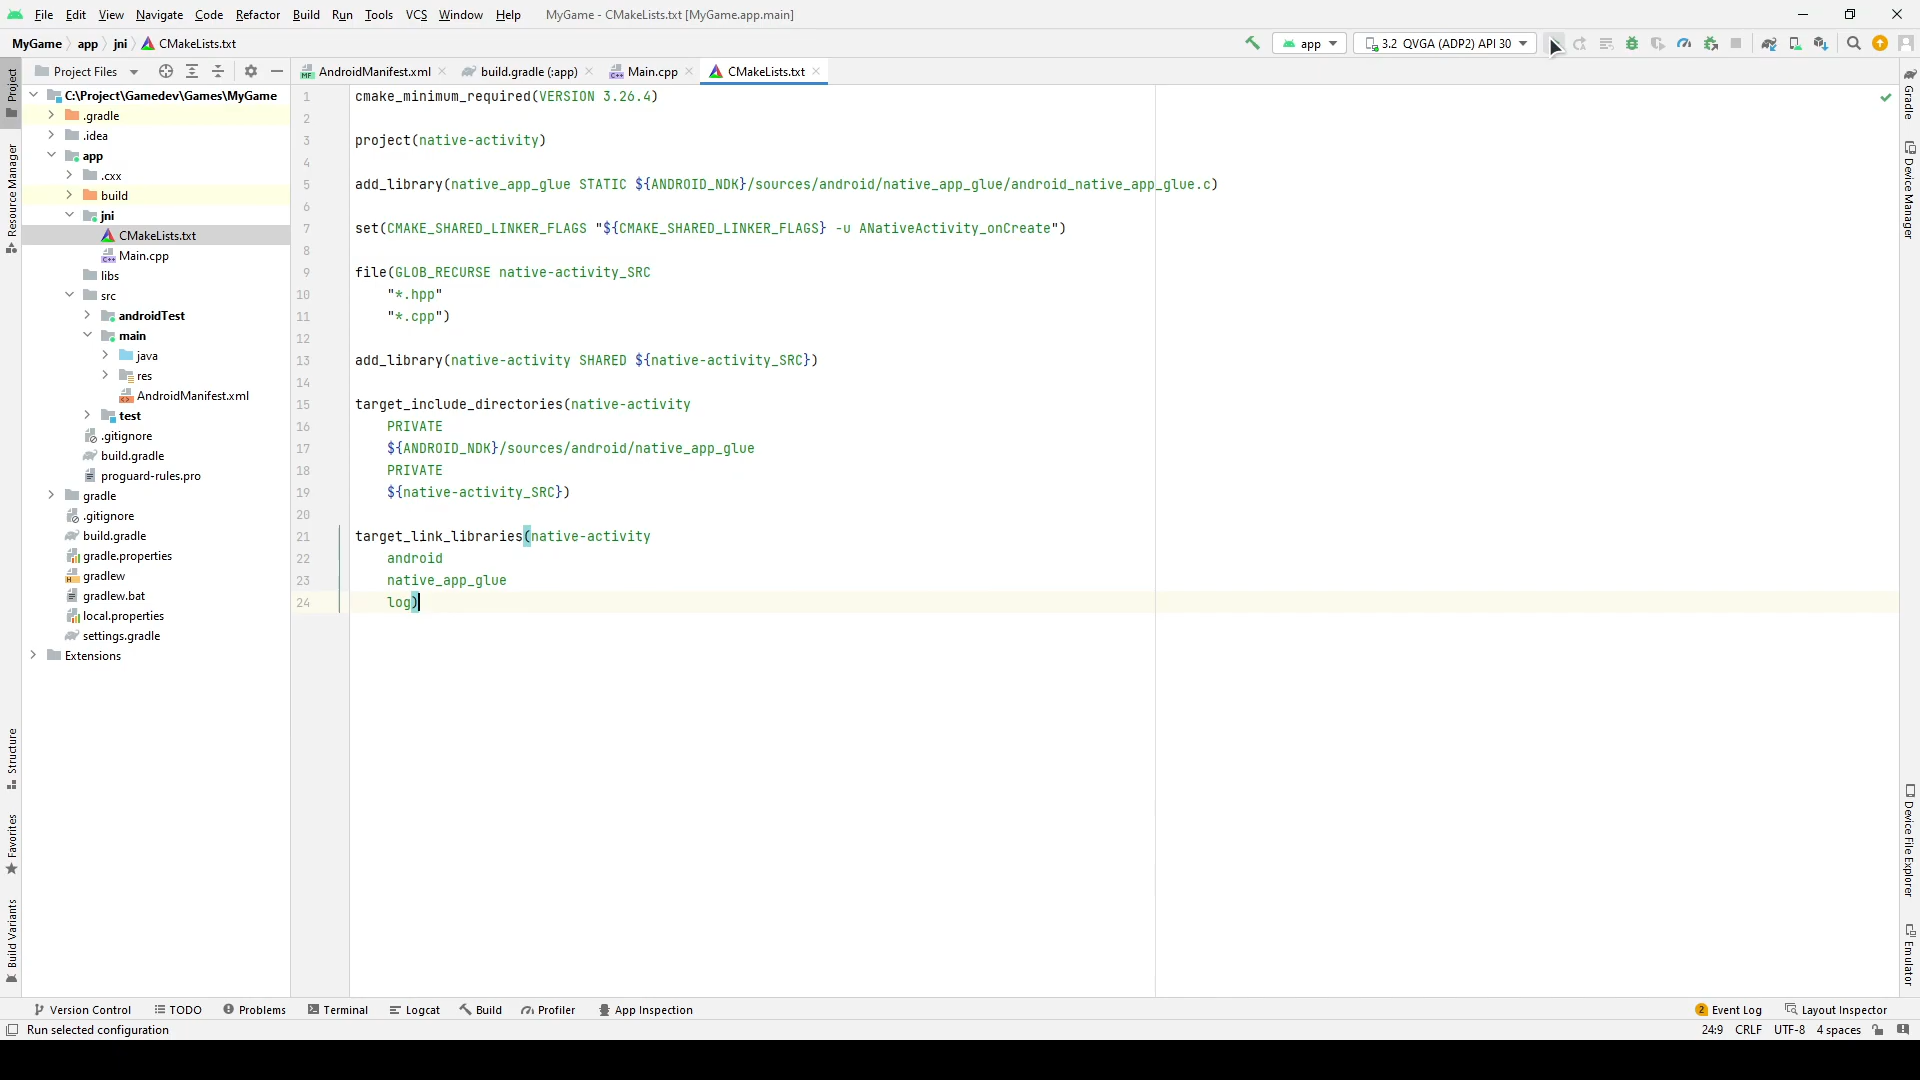 File Edit View Navigate Code Refactor Build Run Tools VCS Window Help MyGame - CMakeLists.txt [MyGame.app.main]
MyGame app jni CMakeLists.txt app 3.2 QVGA (ADP2) API 30
Project Files AndroidManifest.xml build.gradle (:app) Main.cpp CMakeLists.txt
Project
Resource Manager
Structure
Favorites
Build Variants
C:\Project\Gamedev\Games\MyGame
.gradle
.idea
app
.cxx
build
jni
CMakeLists.txt
Main.cpp
libs
src
androidTest
main
java
res
AndroidManifest.xml
test
.gitignore
build.gradle
proguard-rules.pro
gradle
.gitignore
build.gradle
gradle.properties
gradlew
gradlew.bat
local.properties
settings.gradle
Extensions
1 cmake_minimum_required(VERSION 3.26.4)
2
3 project(native-activity)
4
5 add_library(native_app_glue STATIC ${ANDROID_NDK}/sources/android/native_app_glue/android_native_app_glue.c)
6
7 set(CMAKE_SHARED_LINKER_FLAGS "${CMAKE_SHARED_LINKER_FLAGS} -u ANativeActivity_onCreate")
8
9 file(GLOB_RECURSE native-activity_SRC
10 "*.hpp"
11 "*.cpp")
12
13 add_library(native-activity SHARED ${native-activity_SRC})
14
15 target_include_directories(native-activity
16 PRIVATE
17 ${ANDROID_NDK}/sources/android/native_app_glue
18 PRIVATE
19 ${native-activity_SRC})
20
21 target_link_libraries(native-activity
22 android
23 native_app_glue
24 log)
Gradle
Device Manager
Device File Explorer
Emulator
Version Control TODO Problems Terminal Logcat Build Profiler App Inspection 2 Event Log Layout Inspector
Run selected configuration 24:9 CRLF UTF-8 4 spaces